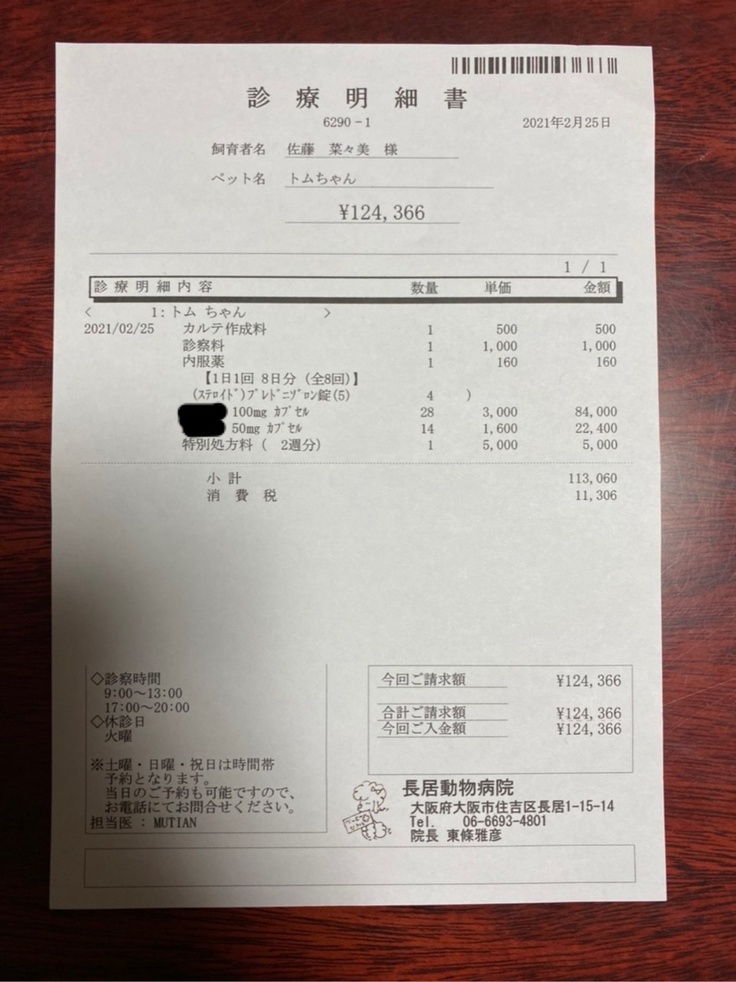 診療明細書
6290-1 2021年2月25日
飼育者名 佐藤 菜々美 様
ペット名 トムちゃん
¥124,366
1 / 1
診療明細内容 数量 単価 金額
< 1:トム ちゃん >
2021/02/25 カルテ作成料 1 500 500
診察料 1 1,000 1,000
内服薬 1 160 160
【1日1回 8日分 (全8回)】
(ステロイド)プレドニゾロン錠(5) 4 )
100mg カプセル 28 3,000 84,000
50mg カプセル 14 1,600 22,400
特別処方料 ( 2週分) 1 5,000 5,000
小計 113,060
消費税 11,306
◇診察時間
9:00〜13:00
17:00〜20:00
◇休診日
火曜
※土曜・日曜・祝日は時間帯
予約となります。
当日のご予約も可能ですので、
お電話にてお問合せください。
担当医 : MUTIAN
今回ご請求額 ¥124,366
合計ご請求額 ¥124,366
今回ご入金額 ¥124,366
長居動物病院
大阪府大阪市住吉区長居1-15-14
Tel. 06-6693-4801
院長 東條雅彦